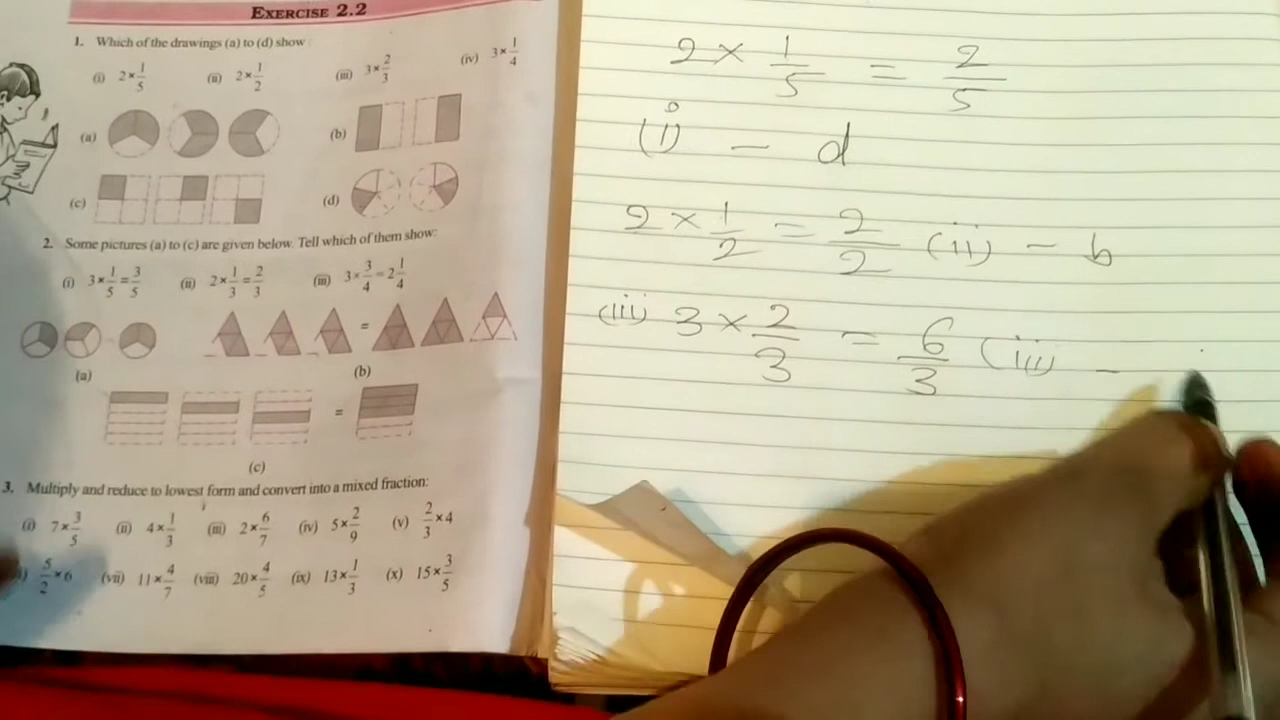 EXERCISE 2.2
1. Which of the drawings (a) to (d) show
(i) 2×1/5 (ii) 2×1/2 (iii) 3×2/3 (iv) 3×1/4
(a) (b)
(c) (d)
2. Some pictures (a) to (c) are given below. Tell which of them show:
(i) 3×1/5=3/5 (ii) 2×1/3=2/3 (iii) 3×3/4=2 1/4
=
(a) (b)
=
(c)
3. Multiply and reduce to lowest form and convert into a mixed fraction:
(i) 7×3/5 (ii) 4×1/3 (iii) 2×6/7 (iv) 5×2/9 (v) 2/3×4
5/2×6 (vii) 11×4/7 (viii) 20×4/5 (ix) 13×1/3 (x) 15×3/5
2 × 1/5 = 2/5
(i) – d
2 × 1/2 = 2/2 (ii) – b
(iii) 3 × 2/3 = 6/3 (iii) –